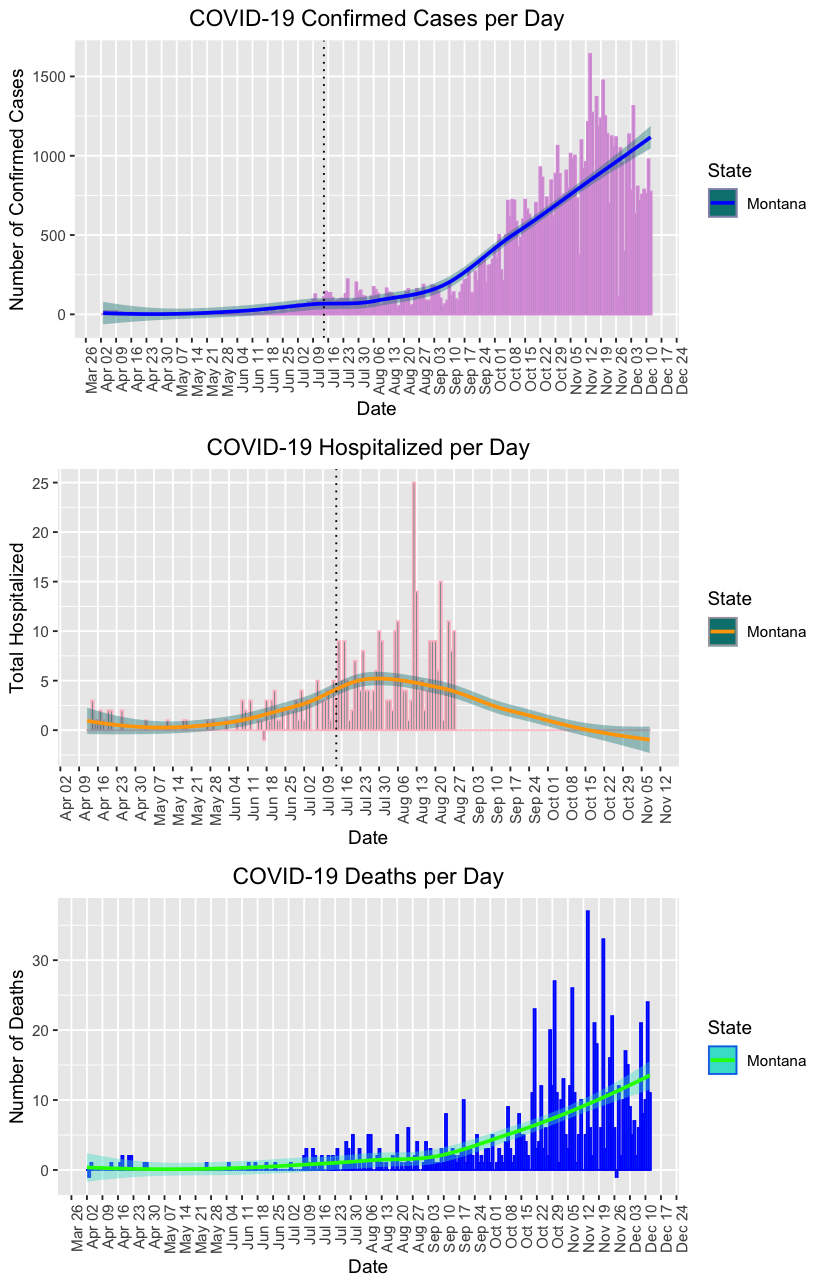 COVID-19 Confirmed Cases per Day
Number of Confirmed Cases
1500
1000
500
0
Mar 26
Apr 02
Apr 09
Apr 16
Apr 23
Apr 30
May 07
May 14
May 21
May 28
Jun 04
Jun 11
Jun 18
Jun 25
Jul 02
Jul 09
Jul 16
Jul 23
Jul 30
Aug 06
Aug 13
Aug 20
Aug 27
Sep 03
Sep 10
Sep 17
Sep 24
Oct 01
Oct 08
Oct 15
Oct 22
Oct 29
Nov 05
Nov 12
Nov 19
Nov 26
Dec 03
Dec 10
Dec 17
Dec 24
Date
State
Montana
COVID-19 Hospitalized per Day
Total Hospitalized
25
20
15
10
5
0
Apr 02
Apr 09
Apr 16
Apr 23
Apr 30
May 07
May 14
May 21
May 28
Jun 04
Jun 11
Jun 18
Jun 25
Jul 02
Jul 09
Jul 16
Jul 23
Jul 30
Aug 06
Aug 13
Aug 20
Aug 27
Sep 03
Sep 10
Sep 17
Sep 24
Oct 01
Oct 08
Oct 15
Oct 22
Oct 29
Nov 05
Nov 12
Date
State
Montana
COVID-19 Deaths per Day
Number of Deaths
30
20
10
0
Mar 26
Apr 02
Apr 09
Apr 16
Apr 23
Apr 30
May 07
May 14
May 21
May 28
Jun 04
Jun 11
Jun 18
Jun 25
Jul 02
Jul 09
Jul 16
Jul 23
Jul 30
Aug 06
Aug 13
Aug 20
Aug 27
Sep 03
Sep 10
Sep 17
Sep 24
Oct 01
Oct 08
Oct 15
Oct 22
Oct 29
Nov 05
Nov 12
Nov 19
Nov 26
Dec 03
Dec 10
Dec 17
Dec 24
Date
State
Montana